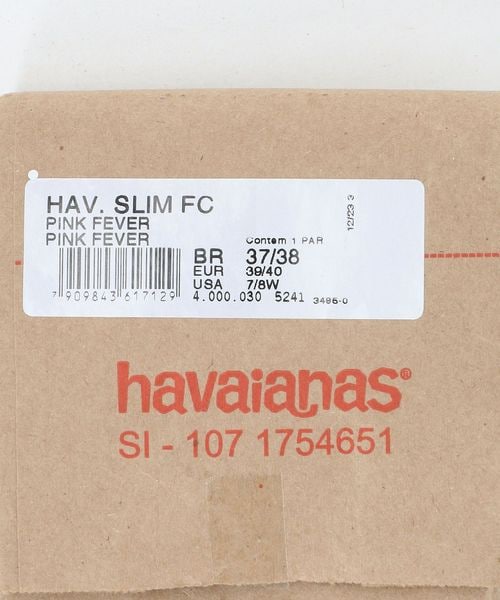 HAV. SLIM FC
PINK FEVER
PINK FEVER
Contem 1 PAR
12/23 3
BR 37/38
EUR 39/40
USA 7/8W
7 909843 617129
4.000.030 5241 3496-0
havaianas®
SI - 107 1754651